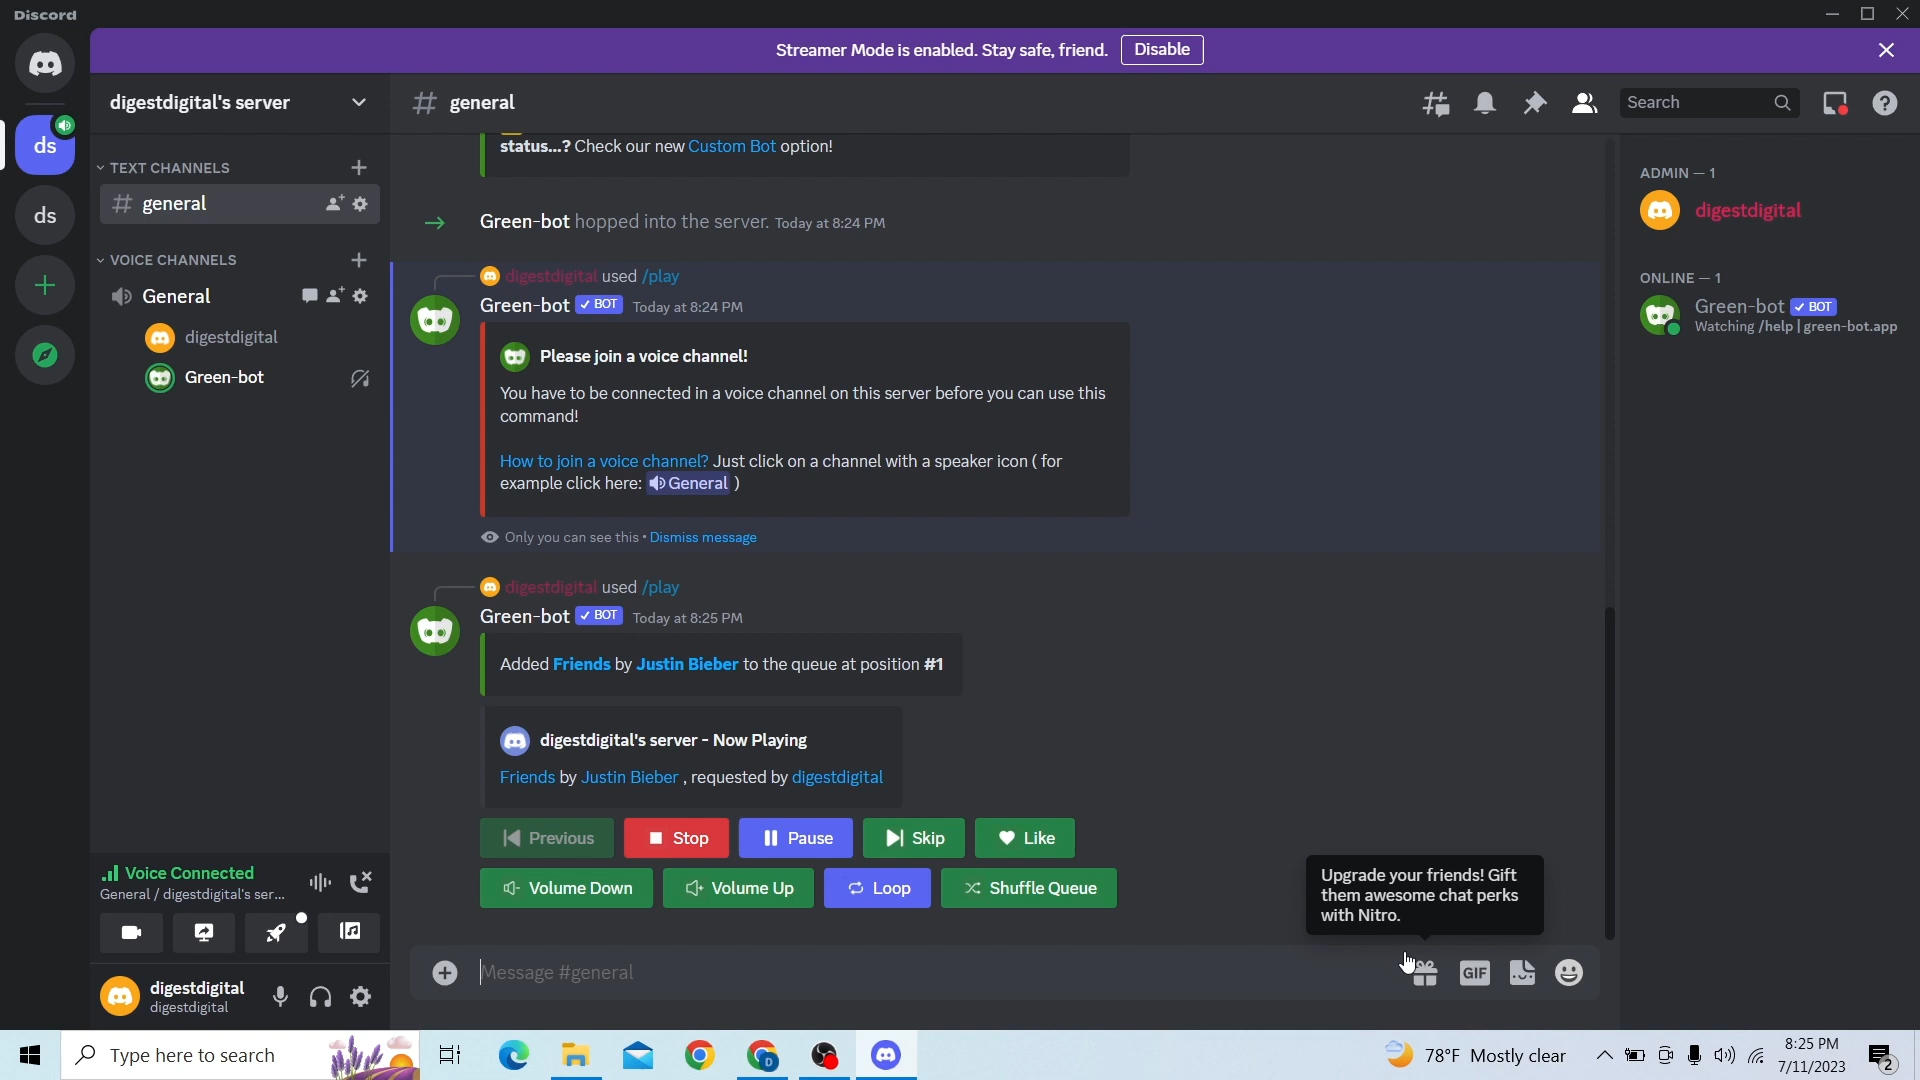 Discord
Streamer Mode is enabled. Stay safe, friend. Disable
digestdigital's server
general
Search
TEXT CHANNELS
general
VOICE CHANNELS
General
digestdigital
Green-bot
ds
ds
status...? Check our new Custom Bot option!
Green-bot hopped into the server. Today at 8:24 PM
digestdigital used /play
Green-bot BOT Today at 8:24 PM
Please join a voice channel!
You have to be connected in a voice channel on this server before you can use this
command!
How to join a voice channel? Just click on a channel with a speaker icon ( for
example click here: General )
Only you can see this • Dismiss message
digestdigital used /play
Green-bot BOT Today at 8:25 PM
Added Friends by Justin Bieber to the queue at position #1
digestdigital's server - Now Playing
Friends by Justin Bieber , requested by digestdigital
Previous Stop Pause Skip Like
Volume Down Volume Up Loop Shuffle Queue
Upgrade your friends! Gift
them awesome chat perks
with Nitro.
Message #general
GIF
ADMIN — 1
digestdigital
ONLINE — 1
Green-bot BOT
Watching /help | green-bot.app
Voice Connected
General / digestdigital's ser...
digestdigital
digestdigital
Type here to search
D
78°F Mostly clear
8:25 PM
7/11/2023
2